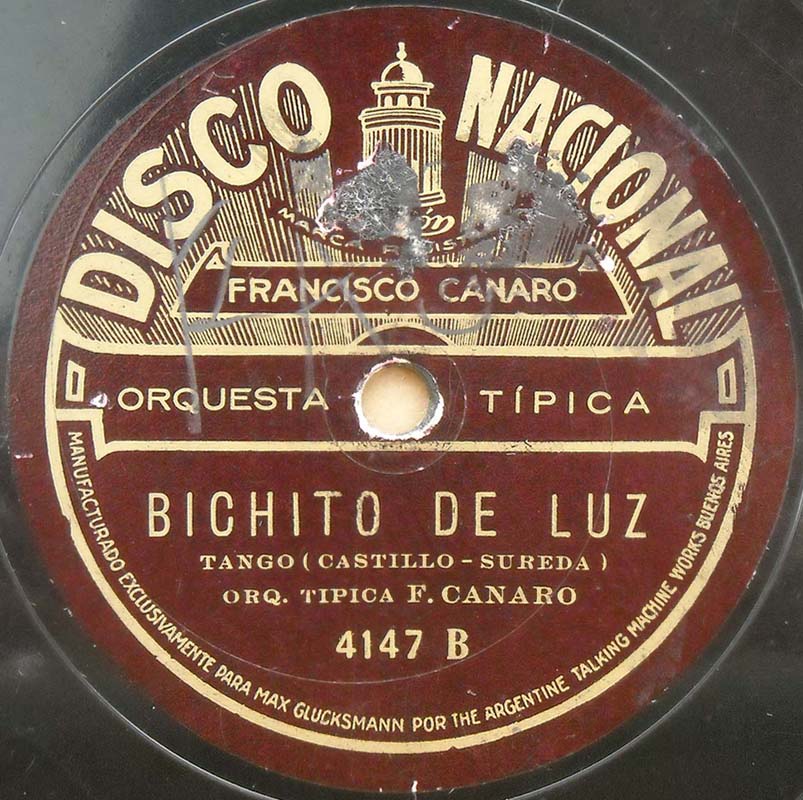 DISCO NACIONAL
MARCA
FRANCISCO CANARO
ORQUESTA TÍPICA
BICHITO DE LUZ
TANGO (CASTILLO - SUREDA)
ORQ. TIPICA F. CANARO
4147 B
MANUFACTURADO EXCLUSIVAMENTE PARA MAX GLUCKSMANN POR THE ARGENTINE TALKING MACHINE WORKS BUENOS AIRES